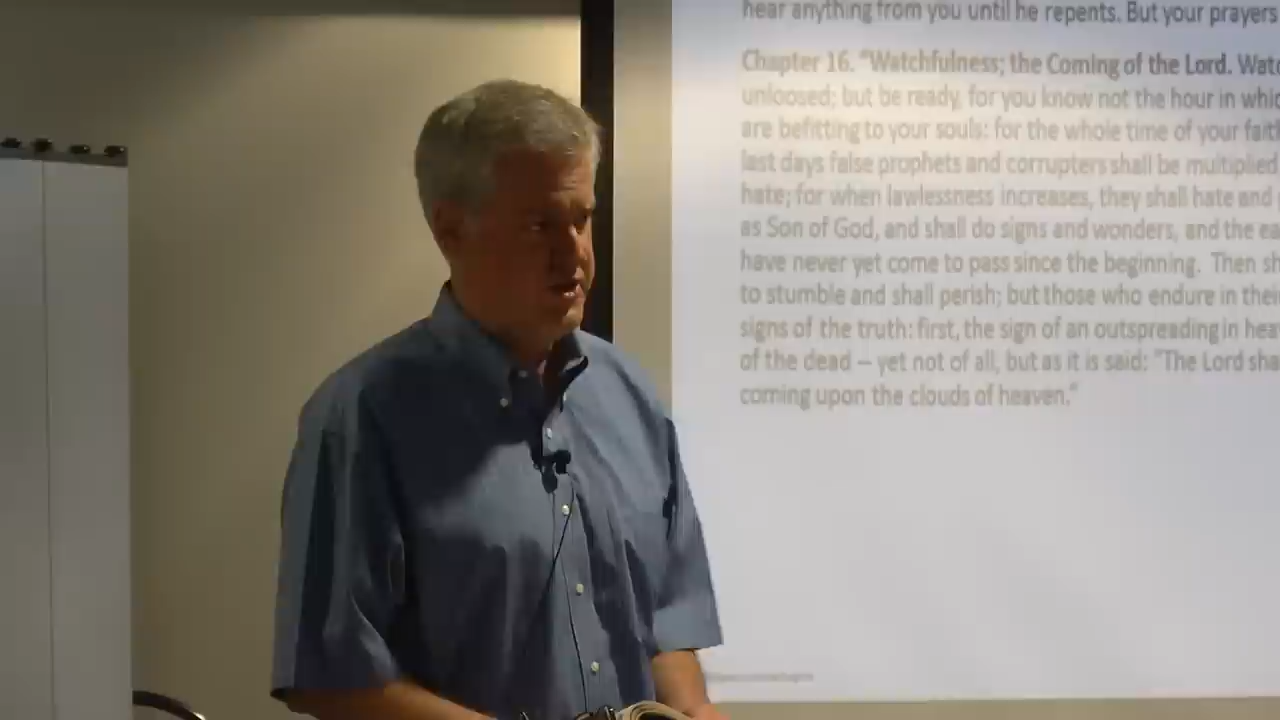 hear anything from you until he repents. But your prayers
Chapter 16. "Watchfulness; the Coming of the Lord. Watc
unloosed; but be ready, for you know not the hour in whic
are befitting to your souls: for the whole time of your fait
last days false prophets and corrupters shall be multiplied
hate; for when lawlessness increases, they shall hate and
as Son of God, and shall do signs and wonders, and the ea
have never yet come to pass since the beginning. Then sh
to stumble and shall perish; but those who endure in thei
signs of the truth: first, the sign of an outspreading in hea
of the dead – yet not of all, but as it is said: "The Lord sha
coming upon the clouds of heaven."